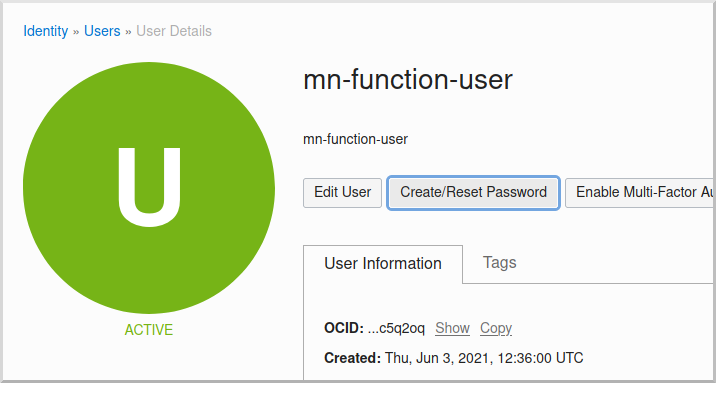 Identity » Users » User Details
U
ACTIVE
mn-function-user
mn-function-user
Edit User Create/Reset Password Enable Multi-Factor Au
User Information Tags
OCID: ...c5q2oq Show Copy
Created: Thu, Jun 3, 2021, 12:36:00 UTC